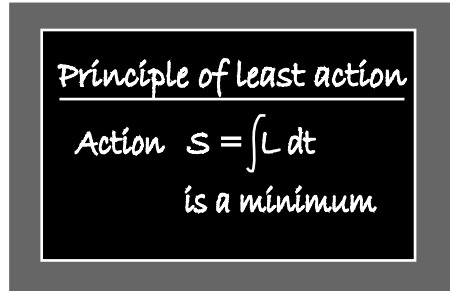 Principle of least action
Action S = ∫L dt
is a minimum